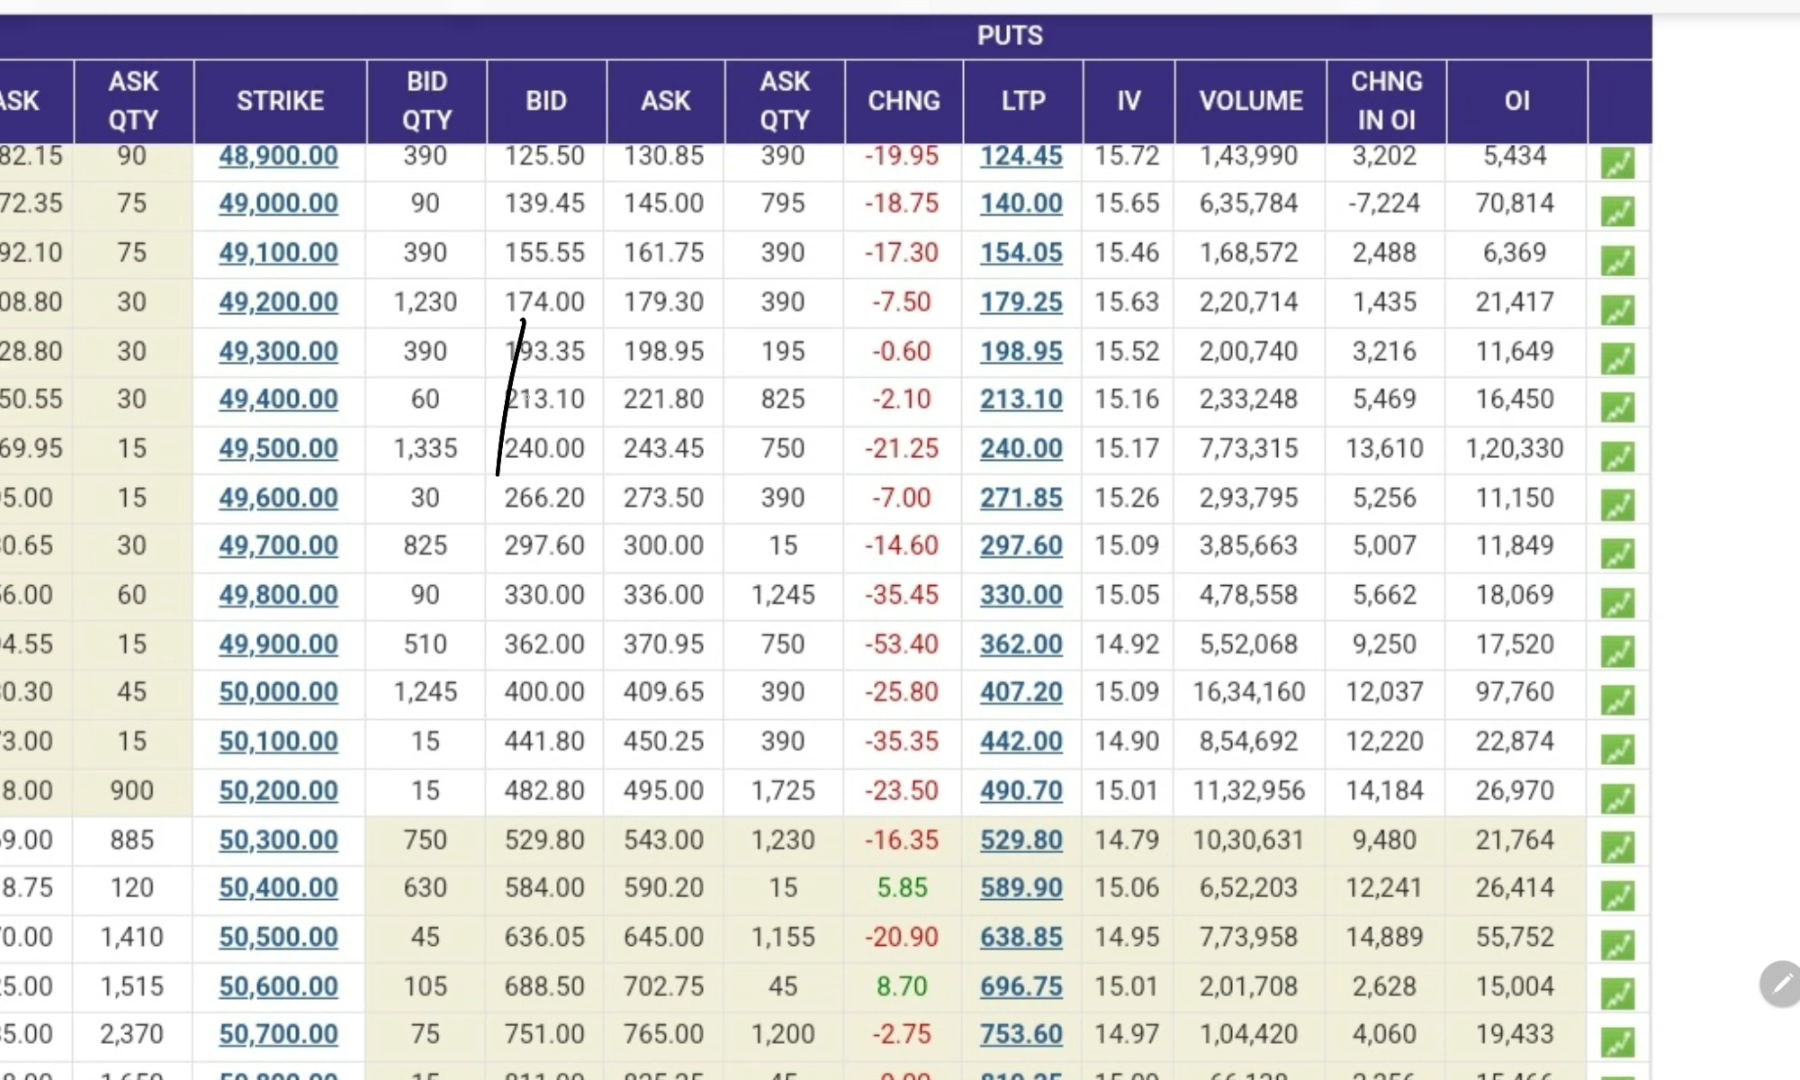 PUTS
ASK ASK QTY STRIKE BID QTY BID ASK ASK QTY CHNG LTP IV VOLUME CHNG IN OI OI
82.15 90 48,900.00 390 125.50 130.85 390 -19.95 124.45 15.72 1,43,990 3,202 5,434
72.35 75 49,000.00 90 139.45 145.00 795 -18.75 140.00 15.65 6,35,784 -7,224 70,814
92.10 75 49,100.00 390 155.55 161.75 390 -17.30 154.05 15.46 1,68,572 2,488 6,369
08.80 30 49,200.00 1,230 174.00 179.30 390 -7.50 179.25 15.63 2,20,714 1,435 21,417
28.80 30 49,300.00 390 193.35 198.95 195 -0.60 198.95 15.52 2,00,740 3,216 11,649
50.55 30 49,400.00 60 213.10 221.80 825 -2.10 213.10 15.16 2,33,248 5,469 16,450
69.95 15 49,500.00 1,335 240.00 243.45 750 -21.25 240.00 15.17 7,73,315 13,610 1,20,330
5.00 15 49,600.00 30 266.20 273.50 390 -7.00 271.85 15.26 2,93,795 5,256 11,150
0.65 30 49,700.00 825 297.60 300.00 15 -14.60 297.60 15.09 3,85,663 5,007 11,849
6.00 60 49,800.00 90 330.00 336.00 1,245 -35.45 330.00 15.05 4,78,558 5,662 18,069
4.55 15 49,900.00 510 362.00 370.95 750 -53.40 362.00 14.92 5,52,068 9,250 17,520
0.30 45 50,000.00 1,245 400.00 409.65 390 -25.80 407.20 15.09 16,34,160 12,037 97,760
3.00 15 50,100.00 15 441.80 450.25 390 -35.35 442.00 14.90 8,54,692 12,220 22,874
8.00 900 50,200.00 15 482.80 495.00 1,725 -23.50 490.70 15.01 11,32,956 14,184 26,970
9.00 885 50,300.00 750 529.80 543.00 1,230 -16.35 529.80 14.79 10,30,631 9,480 21,764
8.75 120 50,400.00 630 584.00 590.20 15 5.85 589.90 15.06 6,52,203 12,241 26,414
0.00 1,410 50,500.00 45 636.05 645.00 1,155 -20.90 638.85 14.95 7,73,958 14,889 55,752
5.00 1,515 50,600.00 105 688.50 702.75 45 8.70 696.75 15.01 2,01,708 2,628 15,004
5.00 2,370 50,700.00 75 751.00 765.00 1,200 -2.75 753.60 14.97 1,04,420 4,060 19,433